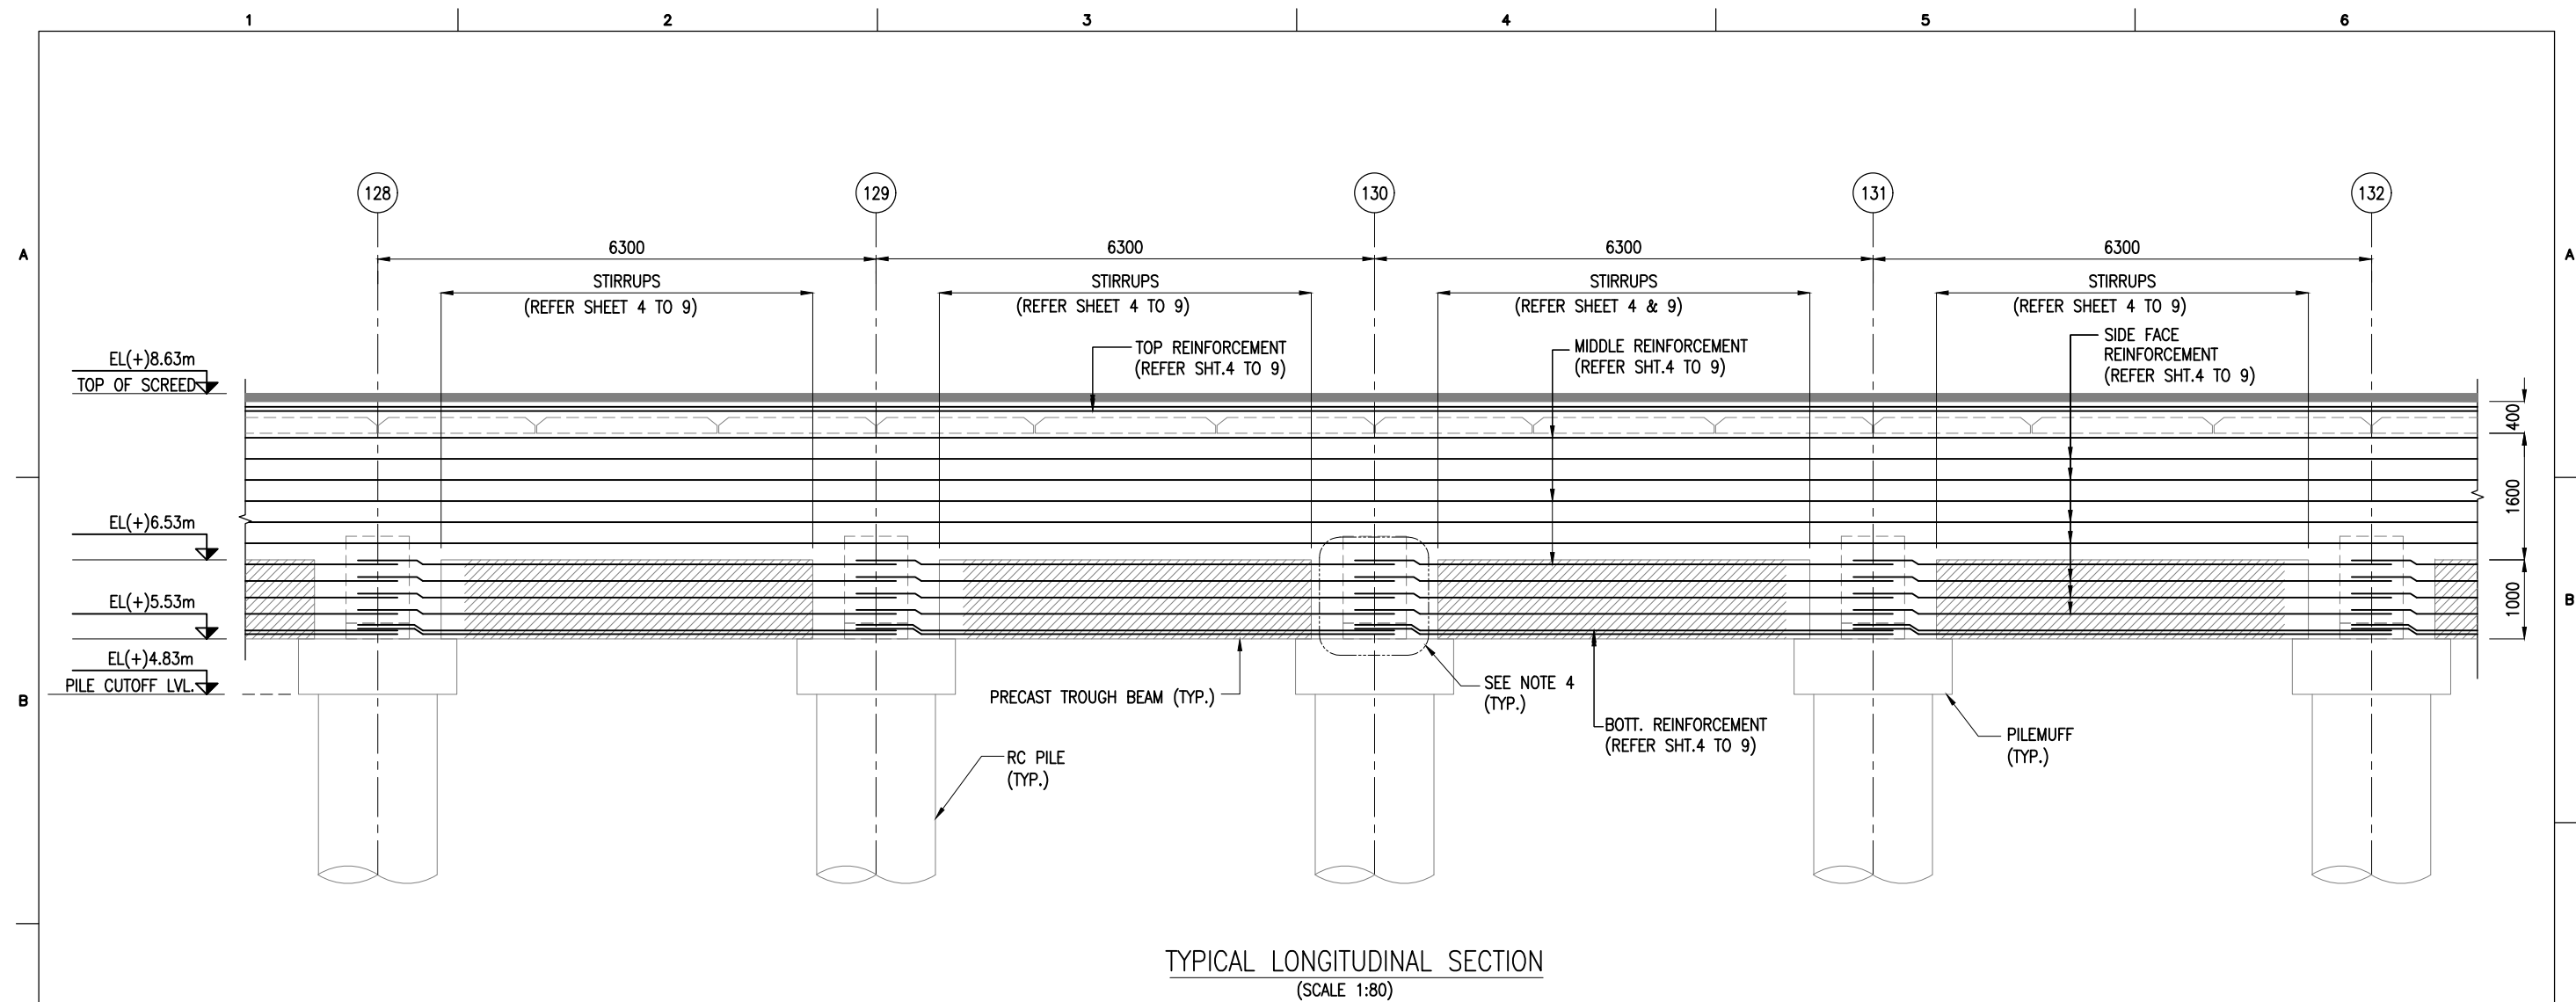 1 2 3 4 5 6
128 129 130 131 132
A A
6300 6300 6300 6300
STIRRUPS
(REFER SHEET 4 TO 9)
STIRRUPS
(REFER SHEET 4 TO 9)
STIRRUPS
(REFER SHEET 4 & 9)
STIRRUPS
(REFER SHEET 4 TO 9)
TOP REINFORCEMENT
(REFER SHT.4 TO 9)
MIDDLE REINFORCEMENT
(REFER SHT.4 TO 9)
SIDE FACE
REINFORCEMENT
(REFER SHT.4 TO 9)
EL(+)8.63m
TOP OF SCREED
400
1600
EL(+)6.53m
EL(+)5.53m
1000
B
EL(+)4.83m
PILE CUTOFF LVL.
B
PRECAST TROUGH BEAM (TYP.)
SEE NOTE 4
(TYP.)
BOTT. REINFORCEMENT
(REFER SHT.4 TO 9)
PILEMUFF
(TYP.)
RC PILE
(TYP.)
TYPICAL LONGITUDINAL SECTION
(SCALE 1:80)